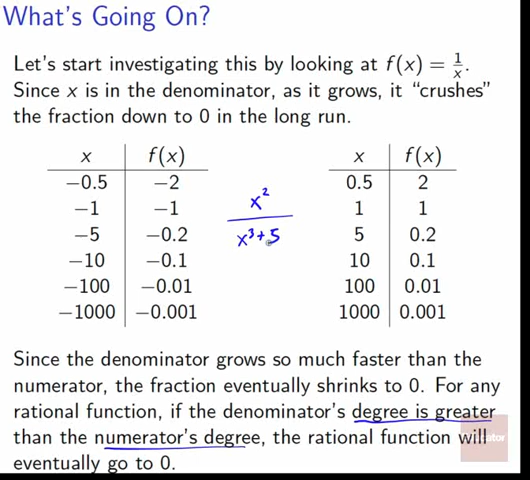 What's Going On?
Let's start investigating this by looking at f(x) = 1/x.
Since x is in the denominator, as it grows, it “crushes”
the fraction down to 0 in the long run.
x f(x)
−0.5 −2
−1 −1
−5 −0.2
−10 −0.1
−100 −0.01
−1000 −0.001
x²
x³+5
x f(x)
0.5 2
1 1
5 0.2
10 0.1
100 0.01
1000 0.001
Since the denominator grows so much faster than the
numerator, the fraction eventually shrinks to 0. For any
rational function, if the denominator's degree is greater
than the numerator's degree, the rational function will
eventually go to 0.